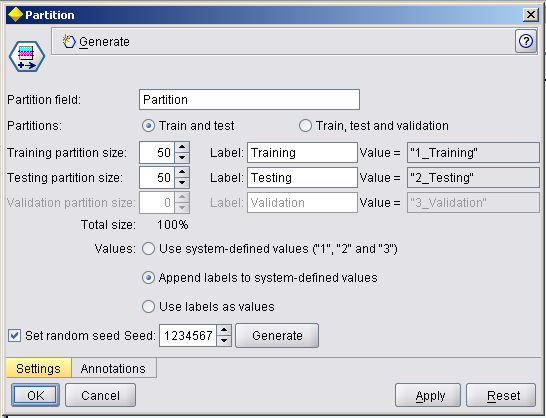 Partition
Generate
?
Partition field: Partition
Partitions: Train and test Train, test and validation
Training partition size: 50 Label: Training Value = "1_Training"
Testing partition size: 50 Label: Testing Value = "2_Testing"
Validation partition size: 0 Label: Validation Value = "3_Validation"
Total size: 100%
Values: Use system-defined values ("1", "2" and "3")
Append labels to system-defined values
Use labels as values
Set random seed Seed: 1234567 Generate
Settings Annotations
OK Cancel Apply Reset